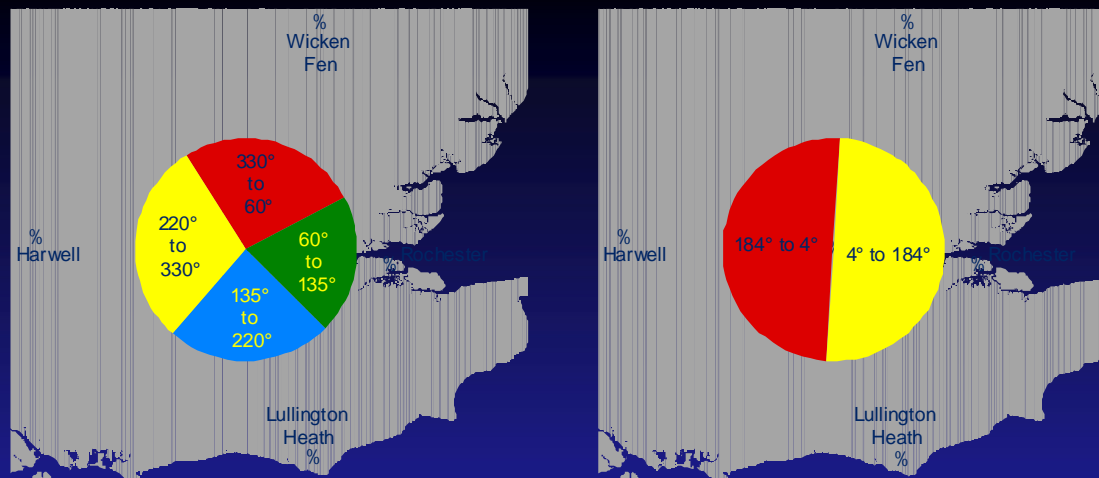 %
Wicken
Fen
330°
to
60°
220°
to
330°
60°
to
135°
135°
to
220°
%
Harwell
Rochester
%
Lullington
Heath
%
%
Wicken
Fen
184° to 4°
4° to 184°
%
Harwell
Rochester
%
Lullington
Heath
%